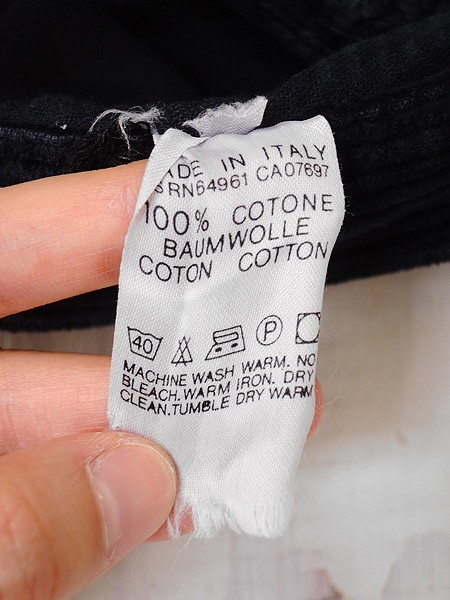 MADE IN ITALY
RN64961 CA07697
100% COTONE
BAUMWOLLE
COTON COTTON
40 P
MACHINE WASH WARM. NO
BLEACH. WARM IRON. DRY
CLEAN.TUMBLE DRY WARM